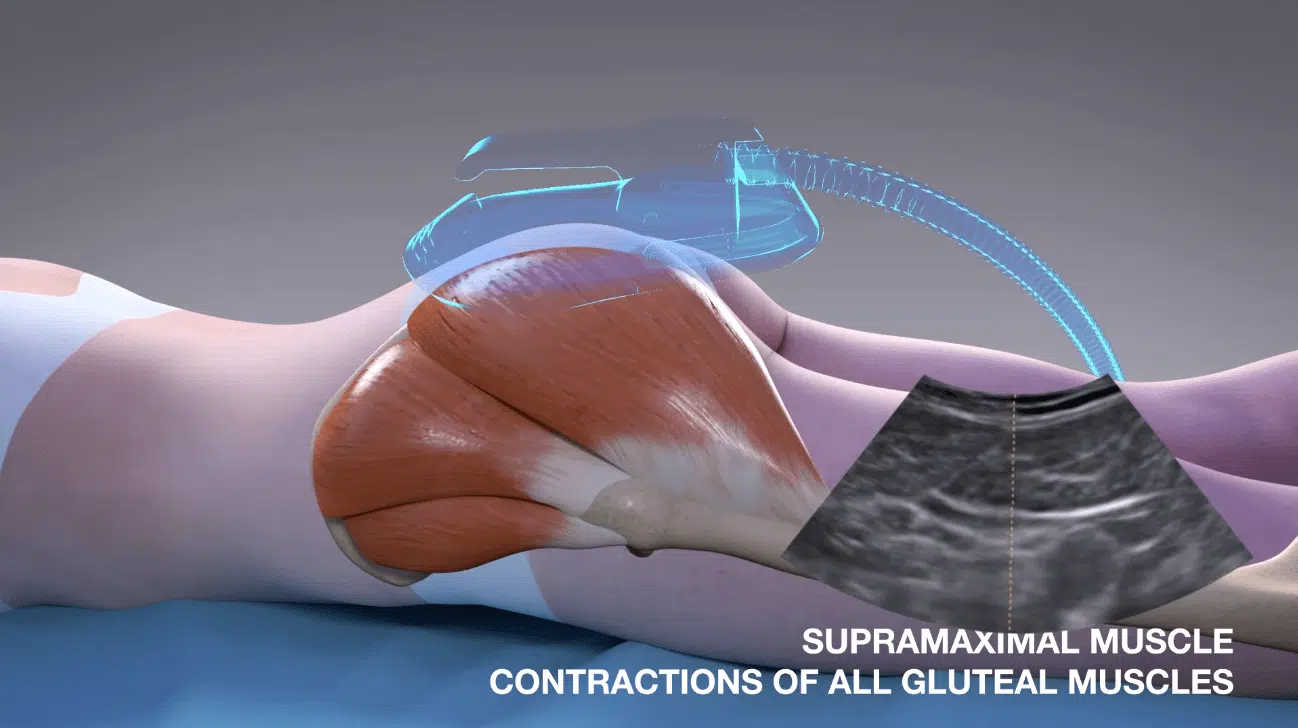 SUPRAMAXIMAL MUSCLE
CONTRACTIONS OF ALL GLUTEAL MUSCLES